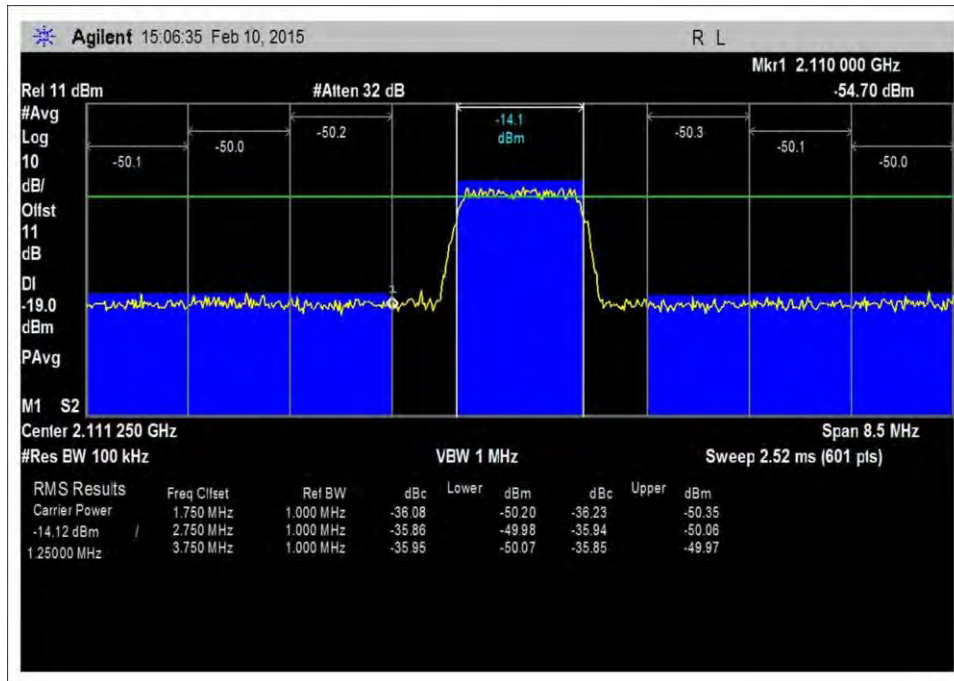 Agilent 15:06:35 Feb 10, 2015 R L
Mkr1 2.110 000 GHz
Rel 11 dBm #Atten 32 dB -54.70 dBm
#Avg
Log
10
dB/
Offst
11
dB
DI
-19.0
dBm
PAvg
M1 S2
-50.1 -50.0 -50.2 -14.1 -50.3 -50.1 -50.0
dBm
1
Center 2.111 250 GHz Span 8.5 MHz
#Res BW 100 kHz VBW 1 MHz Sweep 2.52 ms (601 pts)
RMS Results Freq Clfset Ref BW dBc Lower dBm dBc Upper dBm
Carrier Power 1.750 MHz 1.000 MHz -36.08 -50.20 -36.23 -50.35
-14.12 dBm / 2.750 MHz 1.000 MHz -35.86 -49.98 -35.94 -50.06
1.25000 MHz 3.750 MHz 1.000 MHz -35.95 -50.07 -35.85 -49.97